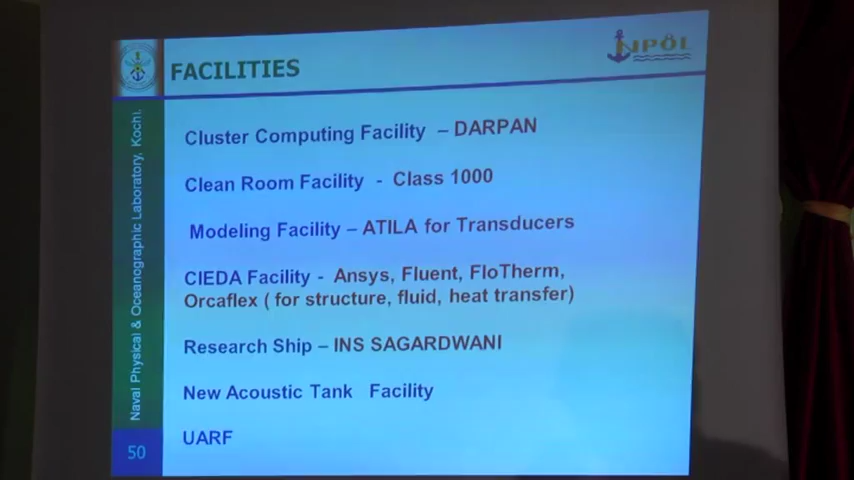 NPOL
FACILITIES
Naval Physical & Oceanographic Laboratory, Kochi.
Cluster Computing Facility – DARPAN
Clean Room Facility - Class 1000
Modeling Facility – ATILA for Transducers
CIEDA Facility - Ansys, Fluent, FloTherm,
Orcaflex ( for structure, fluid, heat transfer)
Research Ship – INS SAGARDWANI
New Acoustic Tank Facility
UARF
50